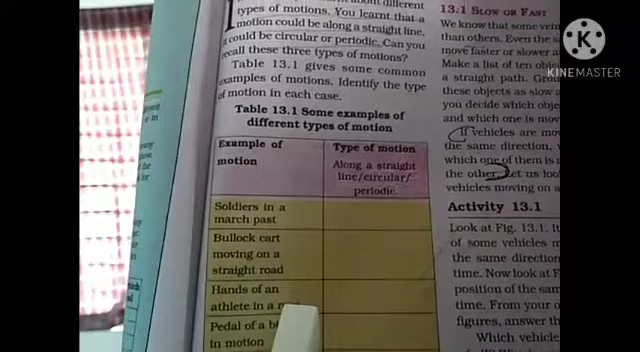 about different
types of motions. You learnt that a
motion could be along a straight line,
it could be circular or periodic. Can you
recall these three types of motions?
Table 13.1 gives some common
examples of motions. Identify the type
of motion in each case.
Table 13.1 Some examples of
different types of motion
Example of
motion
Type of motion
Along a straight
line/circular/
periodic
Soldiers in a
march past
Bullock cart
moving on a
straight road
Hands of an
athlete in a
Pedal of a
in motion
13.1 SLOW OR FAST
We know that some
than others. Even the
move faster or slower
Make a list of ten
a straight path.
these objects as slow
you decide which
and which one is
If vehicles are
the same direction,
which one of them is
the other. Let us
vehicles moving on a
Activity 13.1
Look at Fig. 13.1.
of some vehicles
the same direction
time. Now look at
position of the
time. From your
figures, answer
Which vehicle
KINEMASTER